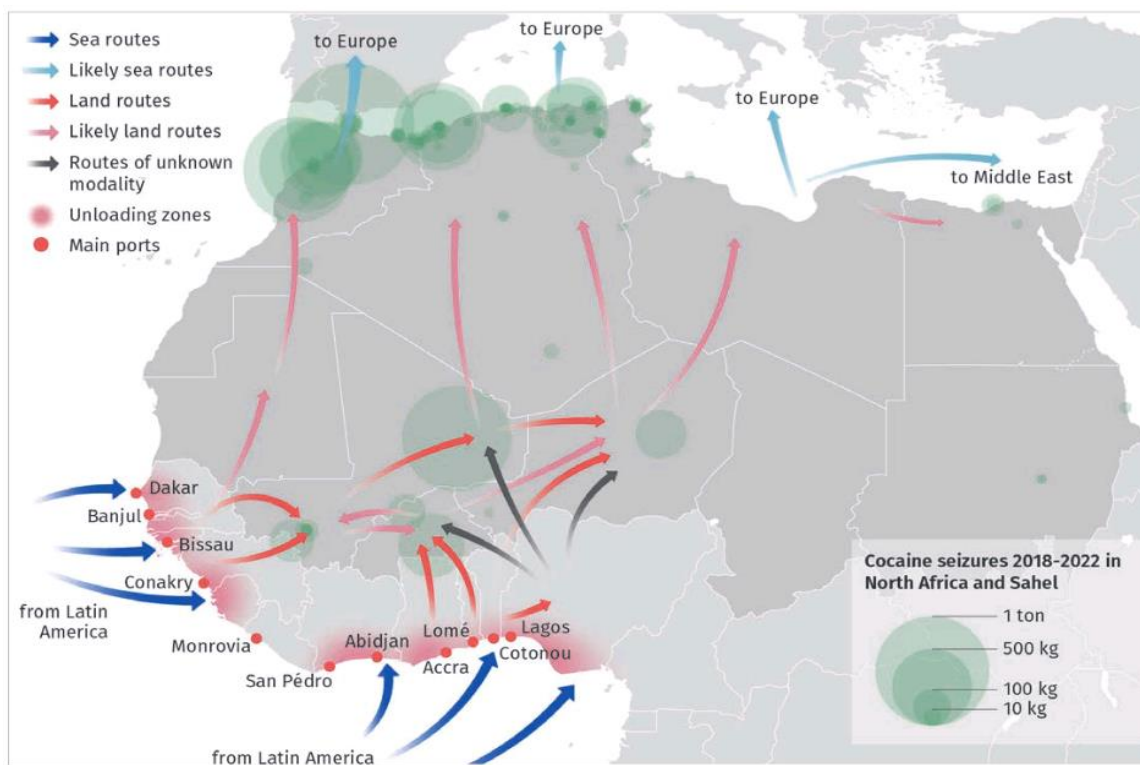 Sea routes
Likely sea routes
Land routes
Likely land routes
Routes of unknown
modality
Unloading zones
Main ports
to Europe
to Europe
to Europe
to Middle East
Dakar
Banjul
Bissau
Conakry
from Latin
America
Monrovia
San Pédro
Abidjan
Accra
Lomé
Lagos
Cotonou
from Latin America
Cocaine seizures 2018-2022 in
North Africa and Sahel
1 ton
500 kg
100 kg
10 kg